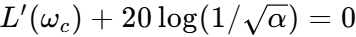 L′(ω_c) + 20 log(1/√α) = 0